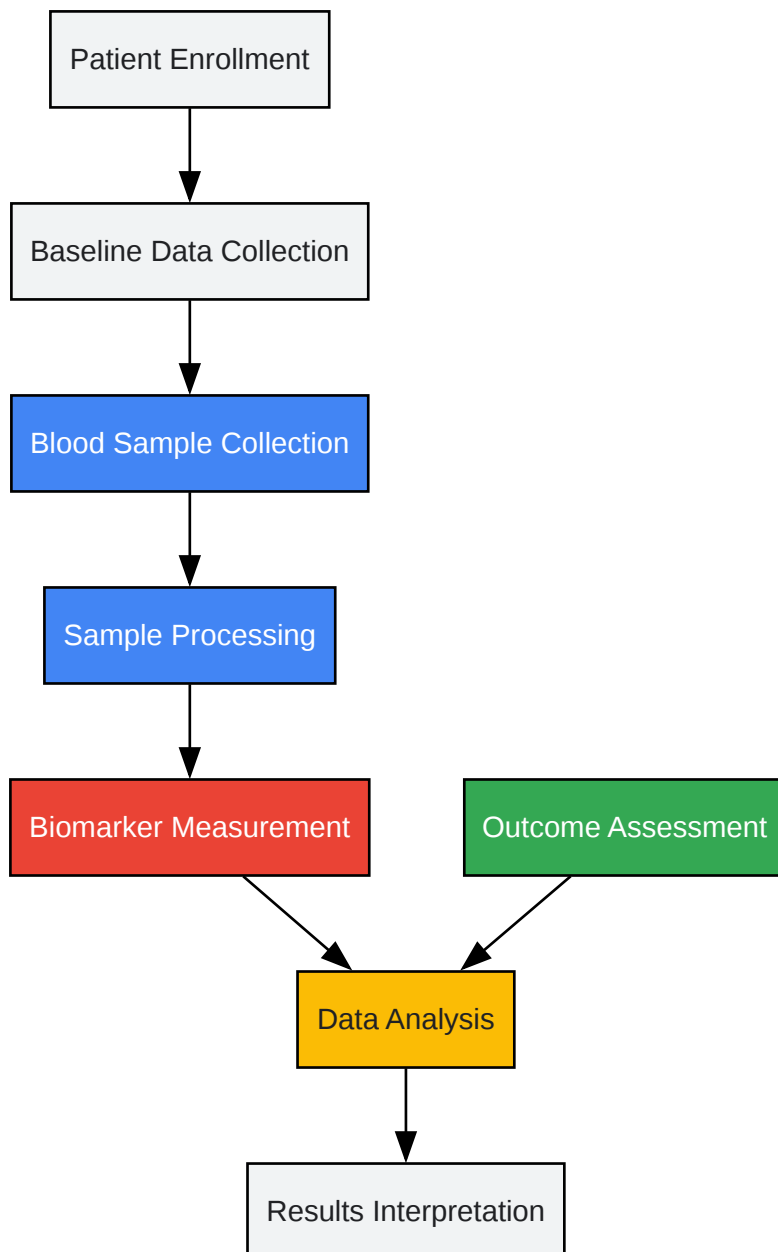 Patient Enrollment
Baseline Data Collection
Blood Sample Collection
Sample Processing
Biomarker Measurement
Outcome Assessment
Data Analysis
Results Interpretation